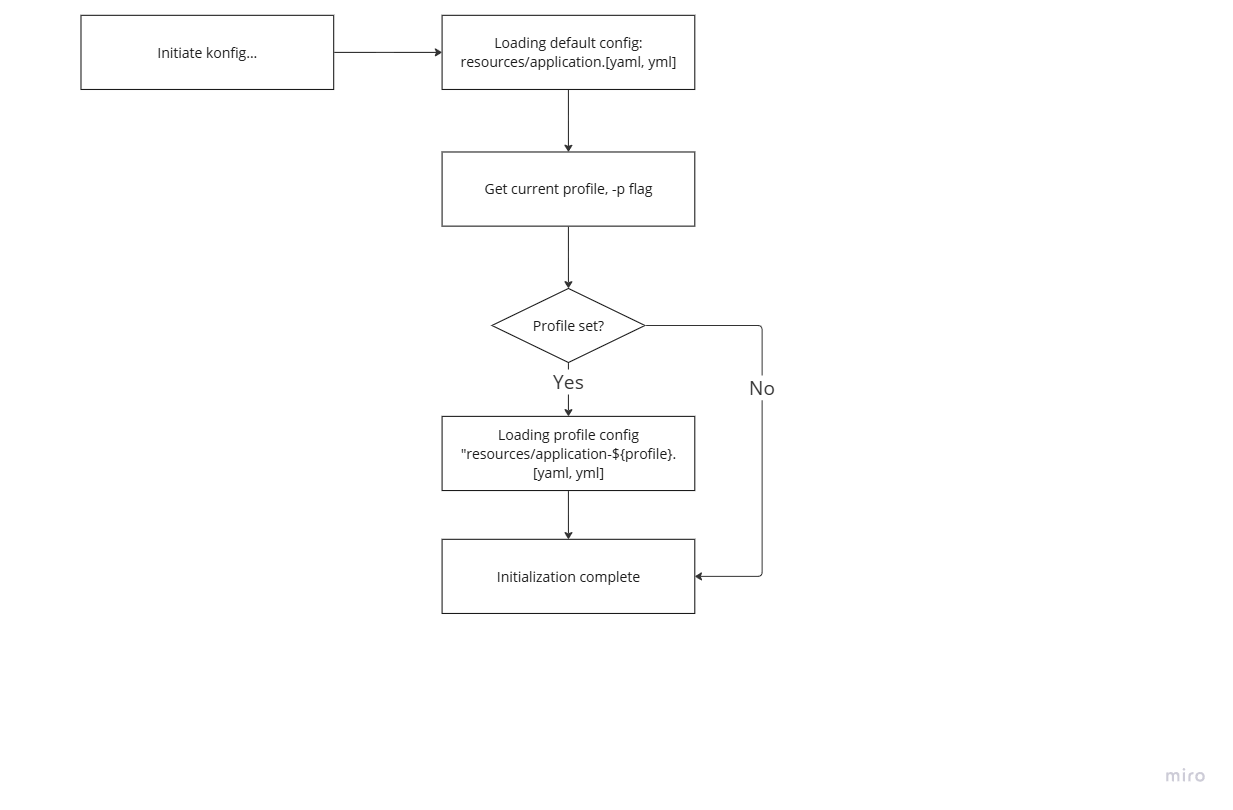 Initiate konfig...
Loading default config:
resources/application.[yaml, yml]
Get current profile, -p flag
Profile set?
Yes
No
Loading profile config
"resources/application-${profile}.
[yaml, yml]
Initialization complete
miro